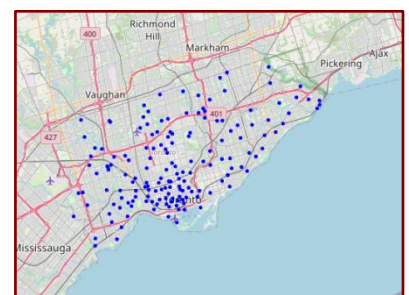 Richmond
Hill
400
Markham
Ajax
Pickering
Vaughan
401
427
Mississauga